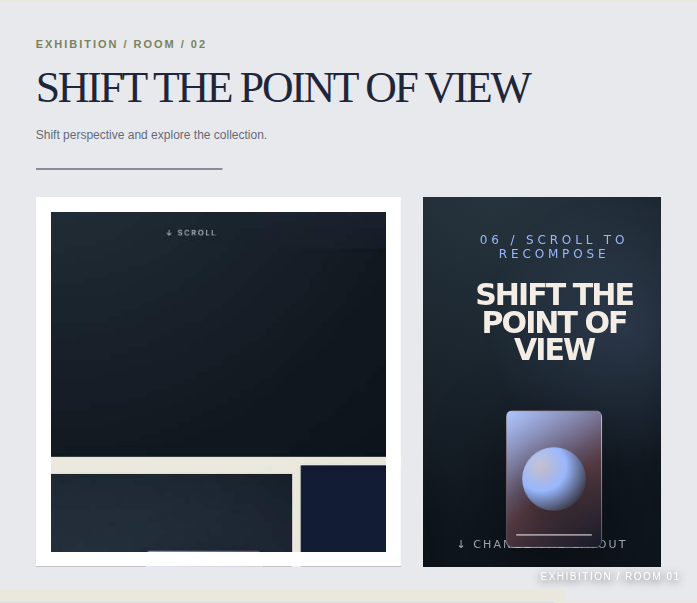 EXHIBITION / ROOM / 02
SHIFT THE POINT OF VIEW
Shift perspective and explore the collection.
↓ SCROLL
06 / SCROLL TO
RECOMPOSE
SHIFT THE
POINT OF
VIEW
EXHIBITION / ROOM 01